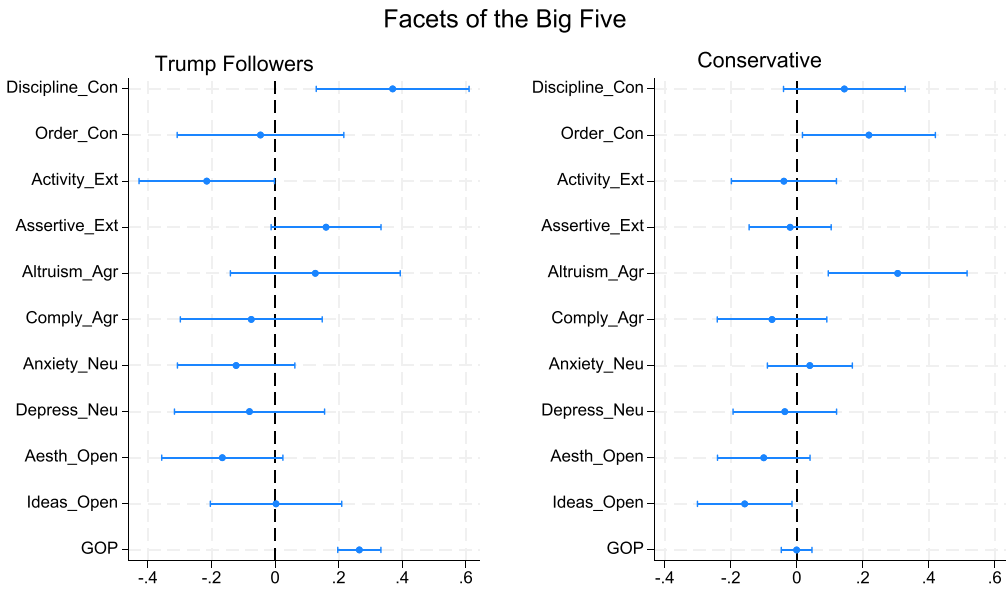 Facets of the Big Five
Trump Followers
Discipline_Con
Order_Con
Activity_Ext
Assertive_Ext
Altruism_Agr
Comply_Agr
Anxiety_Neu
Depress_Neu
Aesth_Open
Ideas_Open
GOP
-.4 -.2 0 .2 .4 .6
Conservative
Discipline_Con
Order_Con
Activity_Ext
Assertive_Ext
Altruism_Agr
Comply_Agr
Anxiety_Neu
Depress_Neu
Aesth_Open
Ideas_Open
GOP
-.4 -.2 0 .2 .4 .6